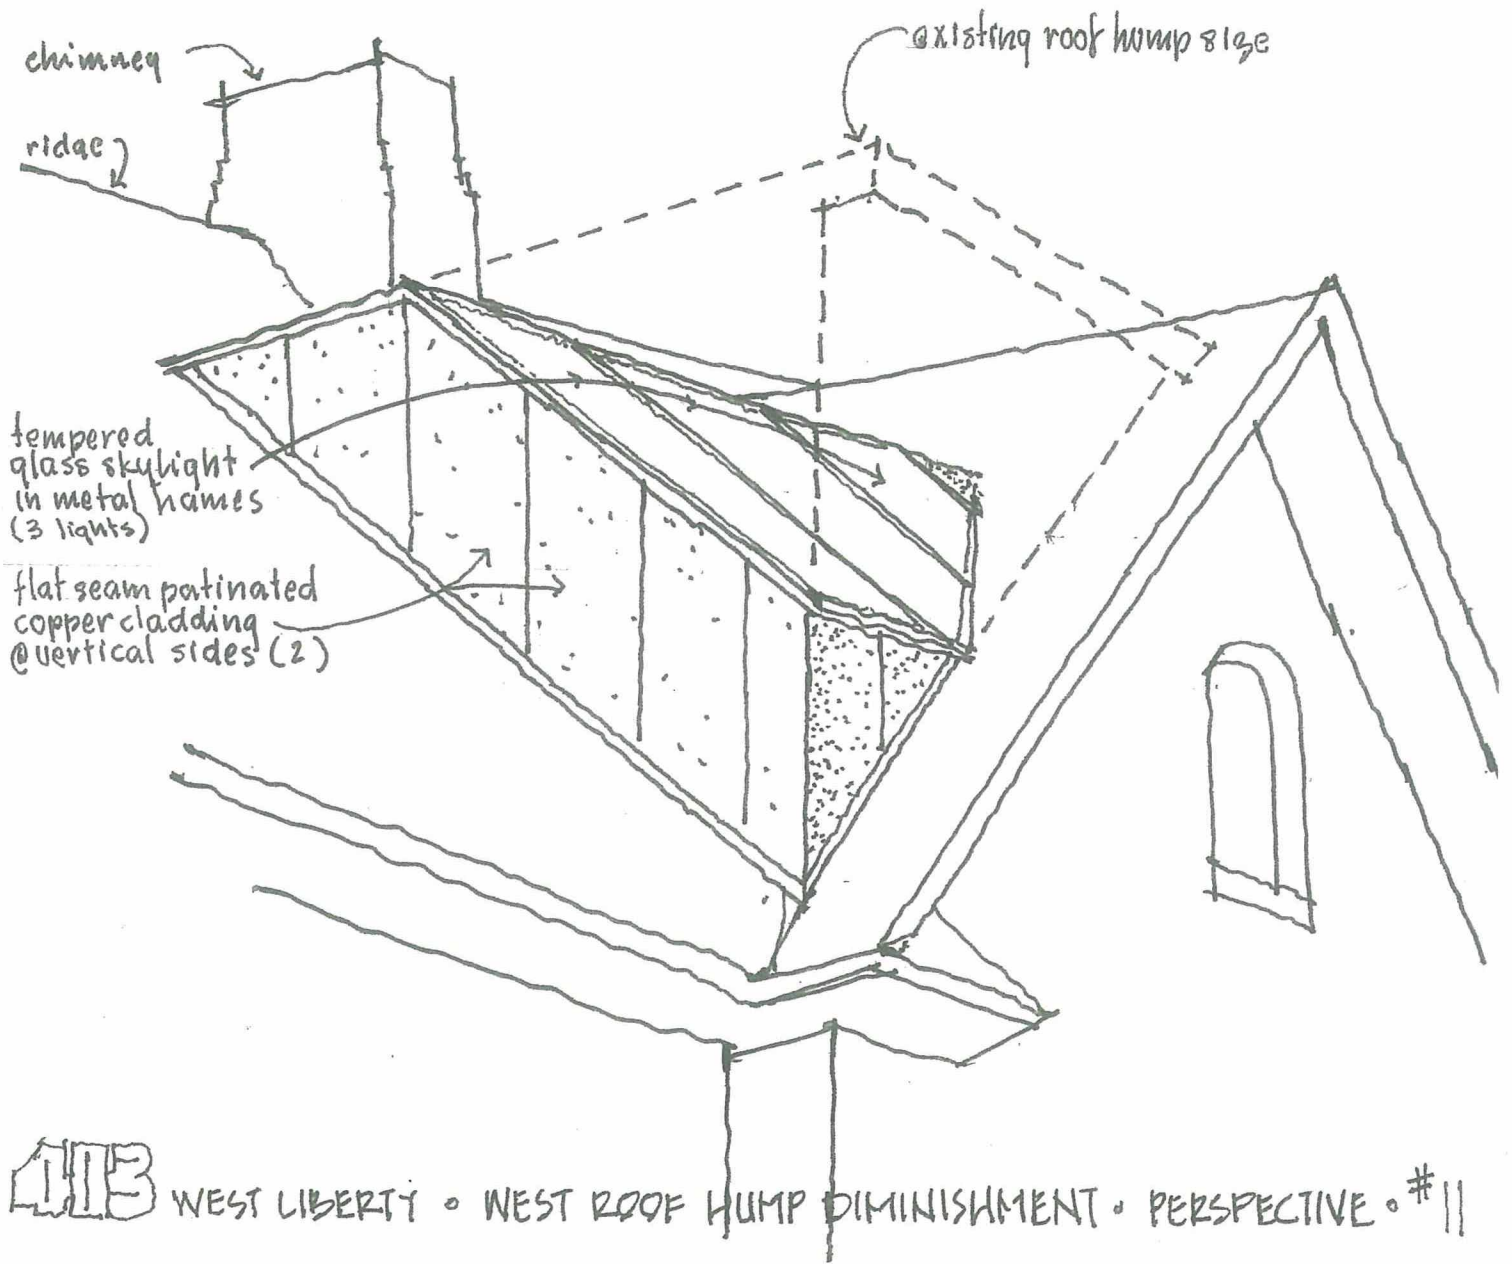 chimney
existing roof hump size
ridge
tempered
glass skylight
in metal frames
(3 lights)
flat seam patinated
copper cladding
@ vertical sides (2)
403 WEST LIBERTY • WEST ROOF HUMP DIMINISHMENT • PERSPECTIVE • #11